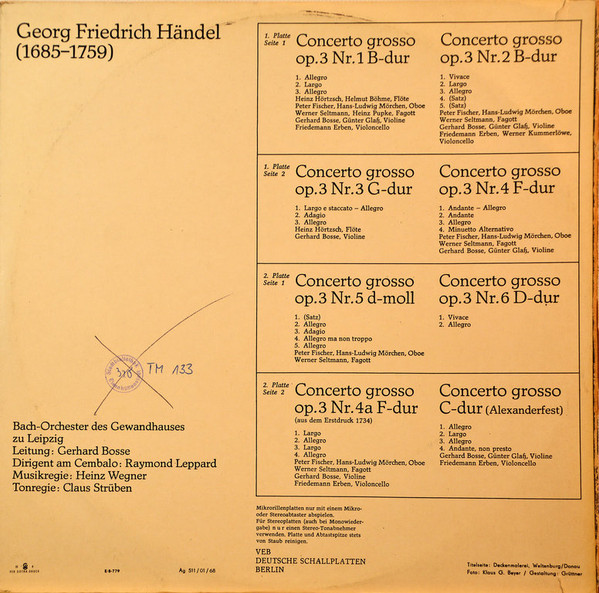 Georg Friedrich Händel
(1685–1759)
1. Platte
Seite 1
Concerto grosso
op.3 Nr.1 B-dur
1. Allegro
2. Largo
3. Allegro
Heinz Hörtzsch, Helmut Böhme, Flöte
Peter Fischer, Hans-Ludwig Mörchen, Oboe
Werner Seltmann, Heinz Pupke, Fagott
Gerhard Bosse, Günter Glaß, Violine
Friedemann Erben, Violoncello
Concerto grosso
op.3 Nr.2 B-dur
1. Vivace
2. Largo
3. Allegro
4. (Satz)
5. (Satz)
Peter Fischer, Hans-Ludwig Mörchen, Oboe
Werner Seltmann, Fagott
Gerhard Bosse, Günter Glaß, Violine
Friedemann Erben, Werner Kummerlöwe,
Violoncello
1. Platte
Seite 2
Concerto grosso
op.3 Nr.3 G-dur
1. Largo e staccato – Allegro
2. Adagio
3. Allegro
Heinz Hörtzsch, Flöte
Gerhard Bosse, Violine
Concerto grosso
op.3 Nr.4 F-dur
1. Andante – Allegro
2. Andante
3. Allegro
4. Minuetto Alternativo
Peter Fischer, Hans-Ludwig Mörchen, Oboe
Werner Seltmann, Fagott
Gerhard Bosse, Günter Glaß, Violine
2. Platte
Seite 1
Concerto grosso
op.3 Nr.5 d-moll
1. (Satz)
2. Allegro
3. Adagio
4. Allegro ma non troppo
5. Allegro
Peter Fischer, Hans-Ludwig Mörchen, Oboe
Werner Seltmann, Fagott
Concerto grosso
op.3 Nr.6 D-dur
1. Vivace
2. Allegro
2. Platte
Seite 2
Concerto grosso
op.3 Nr.4a F-dur
(aus dem Erstdruck 1734)
1. Largo
2. Allegro
3. Largo
4. Allegro
Peter Fischer, Hans-Ludwig Mörchen, Oboe
Werner Seltmann, Fagott
Gerhard Bosse, Violine
Friedemann Erben, Violoncello
Concerto grosso
C-dur (Alexanderfest)
1. Allegro
2. Largo
3. Allegro
4. Andante, non presto
Gerhard Bosse, Günter Glaß, Violine
Friedemann Erben, Violoncello
TM 133
Bach-Orchester des Gewandhauses
zu Leipzig
Leitung: Gerhard Bosse
Dirigent am Cembalo: Raymond Leppard
Musikregie: Heinz Wegner
Tonregie: Claus Strüben
Mikrorillenplatten nur mit einem Mikro-
oder Stereoabtaster abspielen.
Für Stereoplatten (auch bei Monowieder-
gabe) n u r einen Stereo-Tonabnehmer
verwenden. Platte und Abtastspitze stets
von Staub reinigen.
VEB
DEUTSCHE SCHALLPLATTEN
BERLIN
Ag 511/01/68
Titelseite: Deckenmalerei, Weltenburg/Donau
Foto: Klaus G. Beyer / Gestaltung: Grüttner